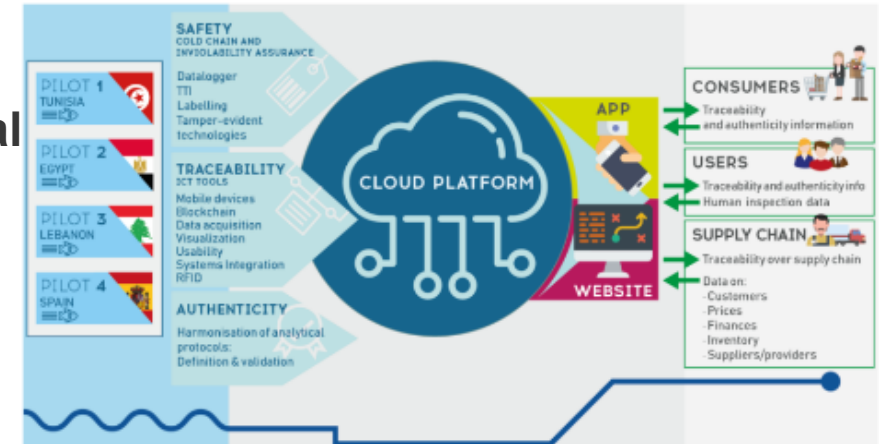 al
PILOT 1
TUNISIA
PILOT 2
EGYPT
PILOT 3
LEBANON
PILOT 4
SPAIN
SAFETY
COLD CHAIN AND
INVIOLABILITY ASSURANCE
Datalogger
TTI
Labelling
Tamper-evident
technologies
TRACEABILITY
ICT TOOLS
Mobile devices
Blockchain
Data acquisition
Visualization
Usability
Systems Integration
RFID
AUTHENTICITY
Harmonisation of analytical
protocols:
Definition & validation
CLOUD PLATFORM
APP
WEBSITE
CONSUMERS
Traceability
and authenticity information
USERS
Traceability and authenticity info
Human inspection data
SUPPLY CHAIN
Traceability over supply chain
Data on:
-Customers
-Prices
-Finances
-Inventory
-Suppliers/providers